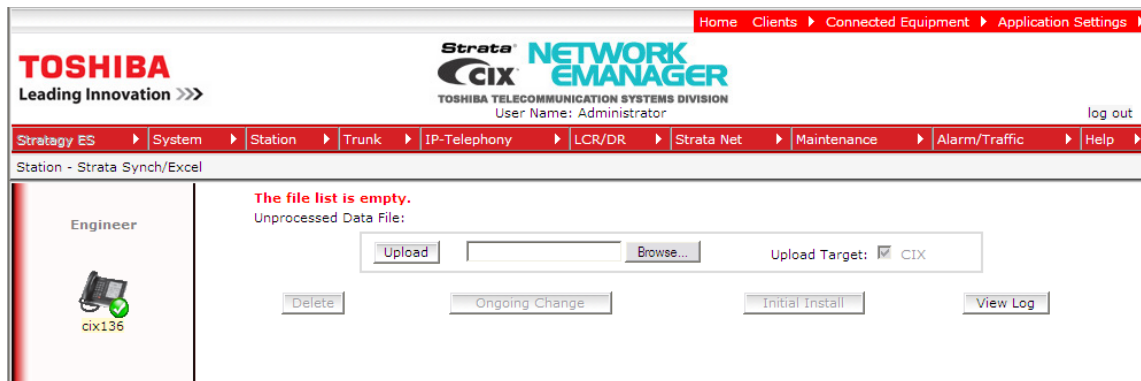 Home Clients Connected Equipment Application Settings
TOSHIBA
Leading Innovation >>>
Strata CIX NETWORK EMANAGER
TOSHIBA TELECOMMUNICATION SYSTEMS DIVISION
User Name: Administrator
log out
Stratagy ES System Station Trunk IP-Telephony LCR/DR Strata Net Maintenance Alarm/Traffic Help
Station - Strata Synch/Excel
Engineer
cix136
The file list is empty.
Unprocessed Data File:
Upload Browse... Upload Target: CIX
Delete Ongoing Change Initial Install View Log